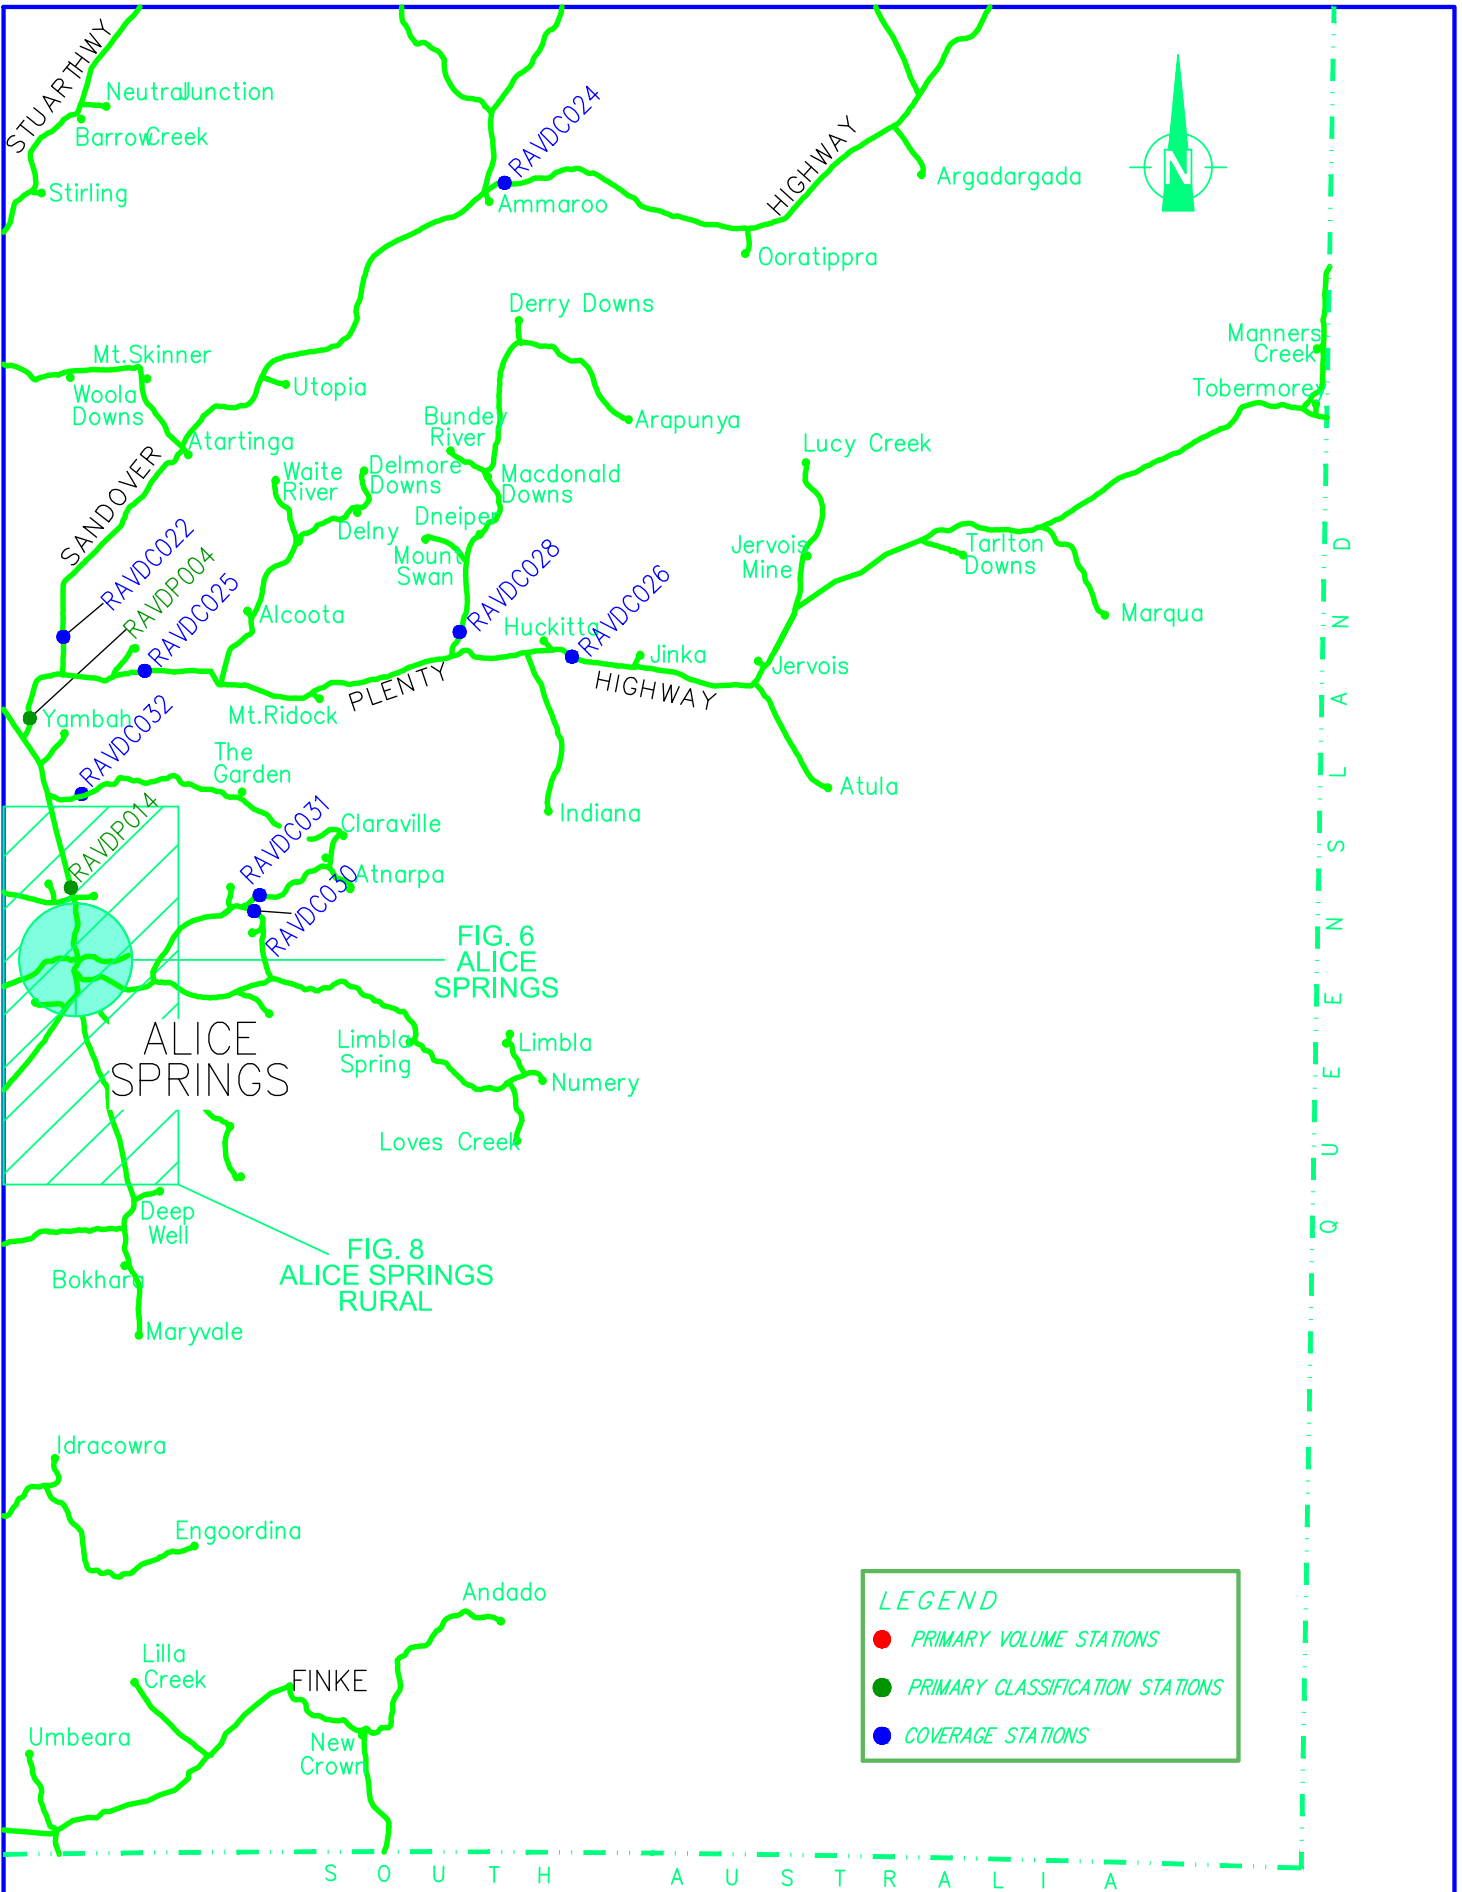 STUARTHWY
Neutral Junction
Barrow Creek
Stirling
RAVDC024
Ammaroo
HIGHWAY
Argadargada
N
Ooratippra
Derry Downs
Manners
Creek
Tobermorey
Mt.Skinner
Woola
Downs
Utopia
Bundey
River
Arapunya
Lucy Creek
Atartinga
SANDOVER
Waite
River
Delmore
Downs
Macdonald
Downs
Delny
Dneiper
Mount
Swan
Jervois
Mine
Tarlton
Downs
Marqua
RAVDC022
RAVDP004
RAVDC025
RAVDC028
RAVDC026
Alcoota
Huckitta
Jinka
Jervois
PLENTY
HIGHWAY
Mt.Ridock
Yambah
RAVDC032
The
Garden
Atula
Indiana
RAVDP014
RAVDC031
Claraville
Atnarpa
RAVDC030
FIG. 6
ALICE
SPRINGS
ALICE
SPRINGS
Limbla
Spring
Limbla
Numery
Loves Creek
Deep
Well
FIG. 8
ALICE SPRINGS
RURAL
Bokhara
Maryvale
QUEENSLAND
Idracowra
Engoordina
Andado
Lilla
Creek
FINKE
Umbeara
New
Crown
LEGEND
PRIMARY VOLUME STATIONS
PRIMARY CLASSIFICATION STATIONS
COVERAGE STATIONS
SOUTH AUSTRALIA